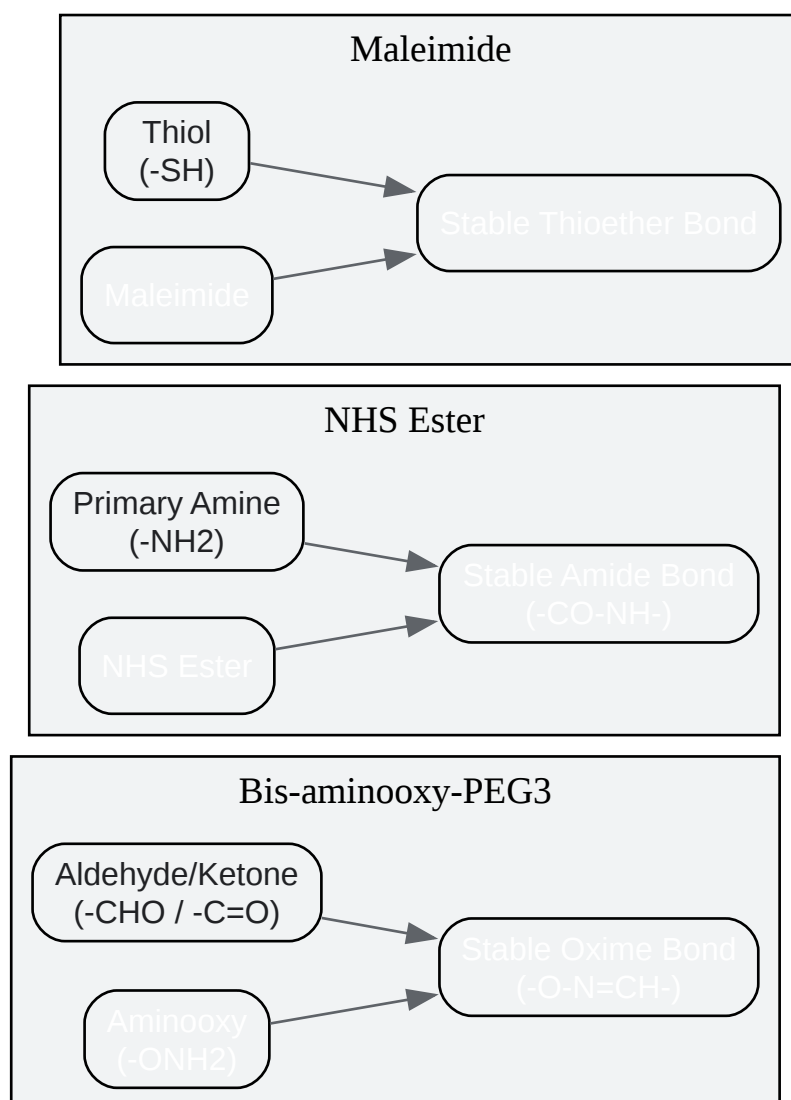 Maleimide
Thiol
(-SH)
Stable Thioether Bond
Maleimide
NHS Ester
Primary Amine
(-NH2)
Stable Amide Bond
(-CO-NH-)
NHS Ester
Bis-aminooxy-PEG3
Aldehyde/Ketone
(-CHO / -C=O)
Stable Oxime Bond
(-O-N=CH-)
Aminooxy
(-ONH2)